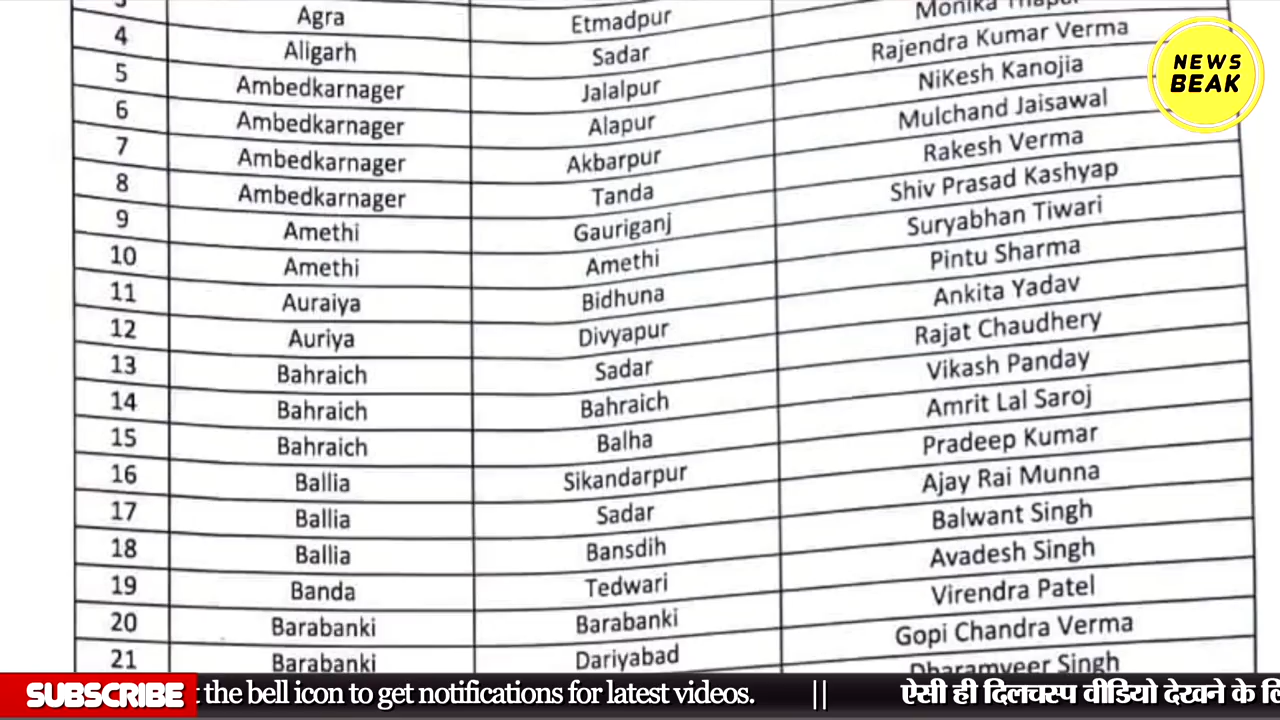 3 Agra Etmadpur Monika
4 Aligarh Sadar Rajendra Kumar Verma
5 Ambedkarnager Jalalpur NiKesh Kanojia
6 Ambedkarnager Alapur Mulchand Jaisawal
7 Ambedkarnager Akbarpur Rakesh Verma
8 Ambedkarnager Tanda Shiv Prasad Kashyap
9 Amethi Gauriganj Suryabhan Tiwari
10 Amethi Amethi Pintu Sharma
11 Auraiya Bidhuna Ankita Yadav
12 Auriya Divyapur Rajat Chaudhery
13 Bahraich Sadar Vikash Panday
14 Bahraich Bahraich Amrit Lal Saroj
15 Bahraich Balha Pradeep Kumar
16 Ballia Sikandarpur Ajay Rai Munna
17 Ballia Sadar Balwant Singh
18 Ballia Bansdih Avadesh Singh
19 Banda Tedwari Virendra Patel
20 Barabanki Barabanki Gopi Chandra Verma
21 Barabanki Dariyabad Dharamveer Singh
NEWS
BEAK
SUBSCRIBE the bell icon to get notifications for latest videos. || ऐसी ही दिलचस्प वीडियो देखने के